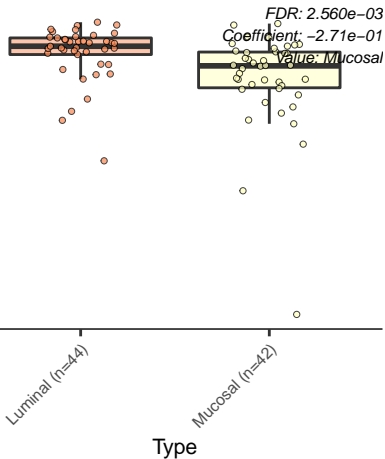 FDR: 2.560e−03
Coefficient: −2.71e−01
Value: Mucosal
Luminal (n=44)
Mucosal (n=42)
Type